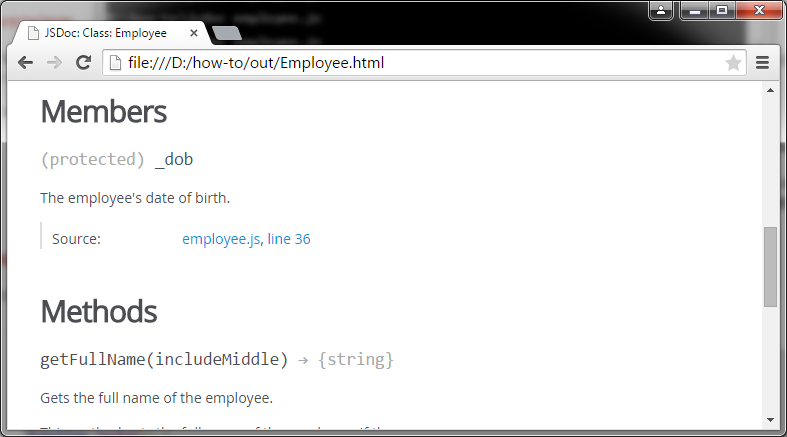 JSDoc: Class: Employee
file:///D:/how-to/out/Employee.html
Members
(protected) _dob
The employee's date of birth.
Source: employee.js, line 36
Methods
getFullName(includeMiddle) → {string}
Gets the full name of the employee.